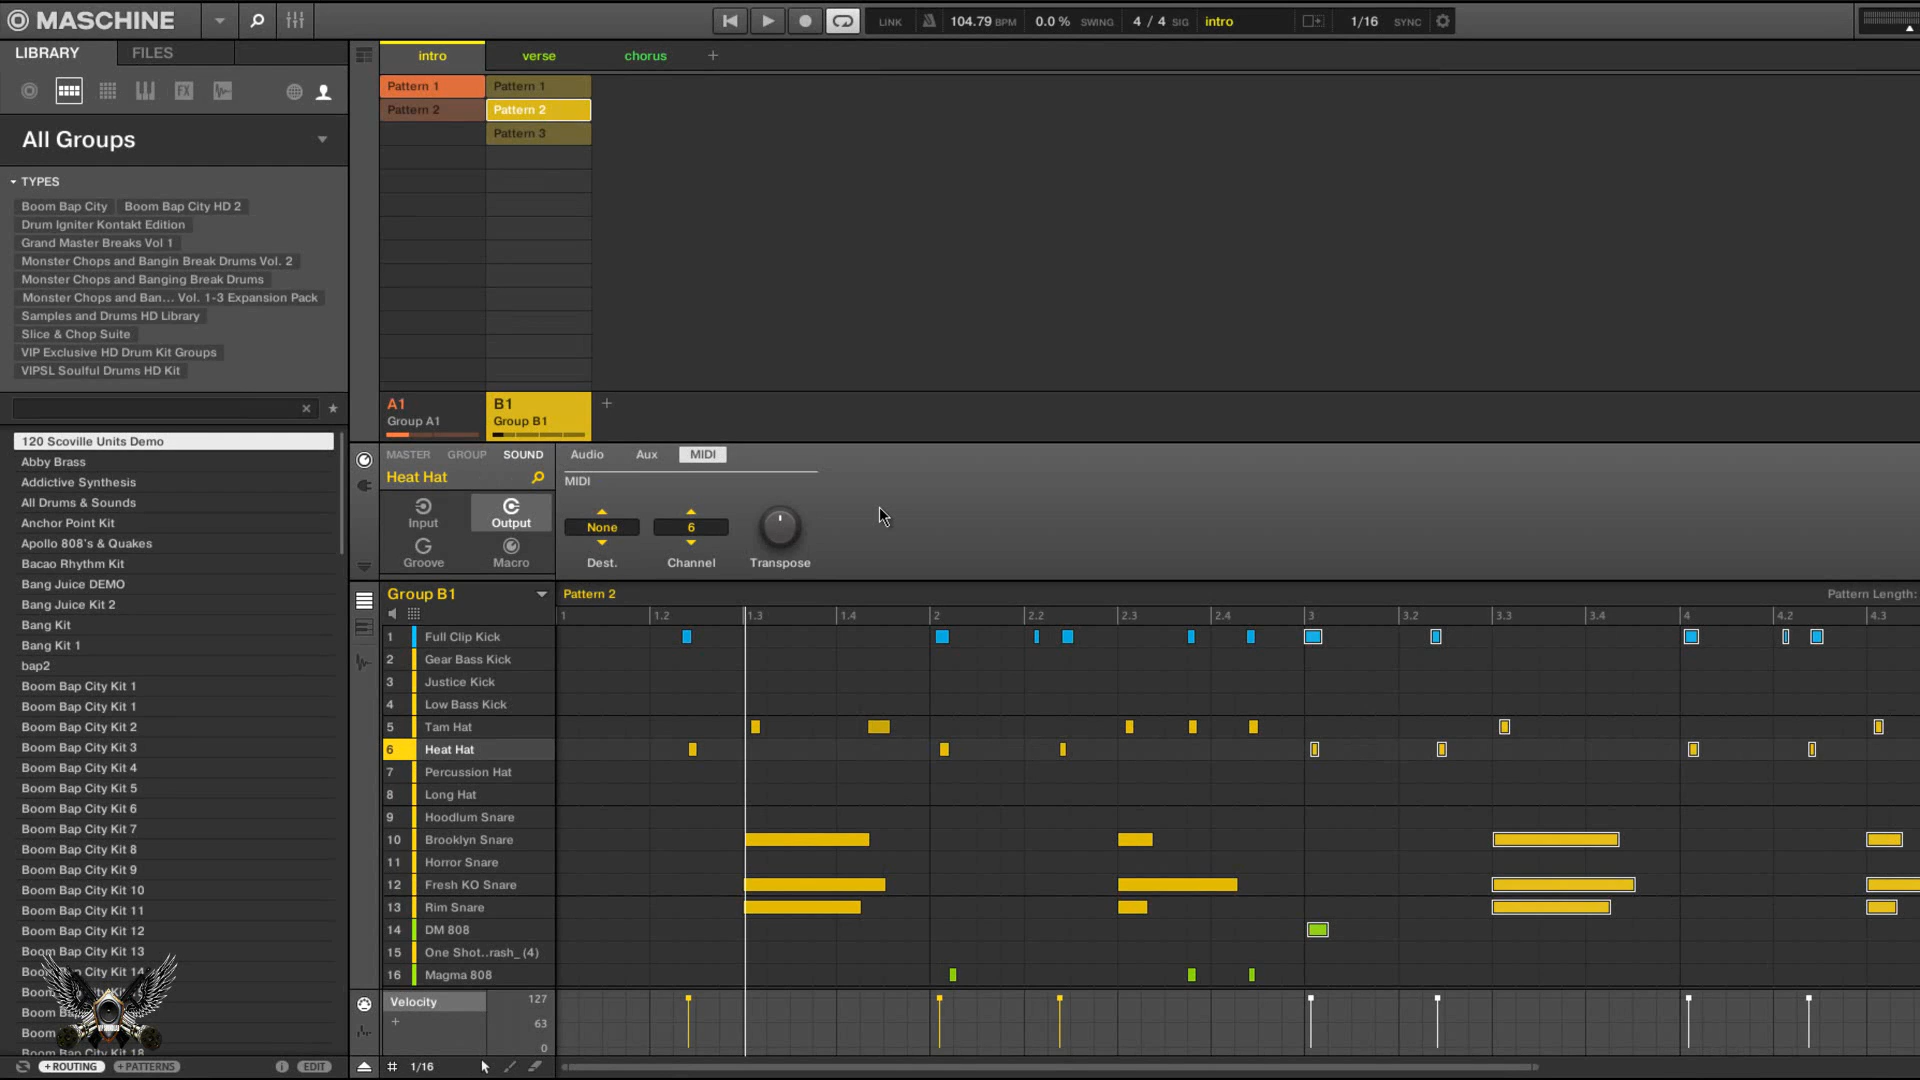 MASCHINE
LINK 104.79 BPM 0.0 % SWING 4 / 4 SIG intro 1/16 SYNC
LIBRARY FILES
intro verse chorus +
Pattern 1 Pattern 1
Pattern 2 Pattern 2
Pattern 3
All Groups
TYPES
Boom Bap City Boom Bap City HD 2
Drum Igniter Kontakt Edition
Grand Master Breaks Vol 1
Monster Chops and Bangin Break Drums Vol. 2
Monster Chops and Banging Break Drums
Monster Chops and Ban... Vol. 1-3 Expansion Pack
Samples and Drums HD Library
Slice & Chop Suite
VIP Exclusive HD Drum Kit Groups
VIPSL Soulful Drums HD Kit
A1 B1 +
Group A1 Group B1
120 Scoville Units Demo
Abby Brass
Addictive Synthesis
All Drums & Sounds
Anchor Point Kit
Apollo 808's & Quakes
Bacao Rhythm Kit
Bang Juice DEMO
Bang Juice Kit 2
Bang Kit
Bang Kit 1
bap2
Boom Bap City Kit 1
Boom Bap City Kit 1
Boom Bap City Kit 2
Boom Bap City Kit 3
Boom Bap City Kit 4
Boom Bap City Kit 5
Boom Bap City Kit 6
Boom Bap City Kit 7
Boom Bap City Kit 8
Boom Bap City Kit 9
Boom Bap City Kit 10
Boom Bap City Kit 11
Boom Bap City Kit 12
Boom Bap City Kit 13
MASTER GROUP SOUND Audio Aux MIDI
Heat Hat MIDI
Input Output None 6
Groove Macro Dest. Channel Transpose
Group B1 Pattern 2 Pattern Length:
1 1.2 1.3 1.4 2 2.2 2.3 2.4 3 3.2 3.3 3.4 4 4.2 4.3
1 Full Clip Kick
2 Gear Bass Kick
3 Justice Kick
4 Low Bass Kick
5 Tam Hat
6 Heat Hat
7 Percussion Hat
8 Long Hat
9 Hoodlum Snare
10 Brooklyn Snare
11 Horror Snare
12 Fresh KO Snare
13 Rim Snare
14 DM 808
15 One Shot..rash_ (4)
16 Magma 808
Velocity 127
+ 63
0
+ROUTING +PATTERNS EDIT 1/16